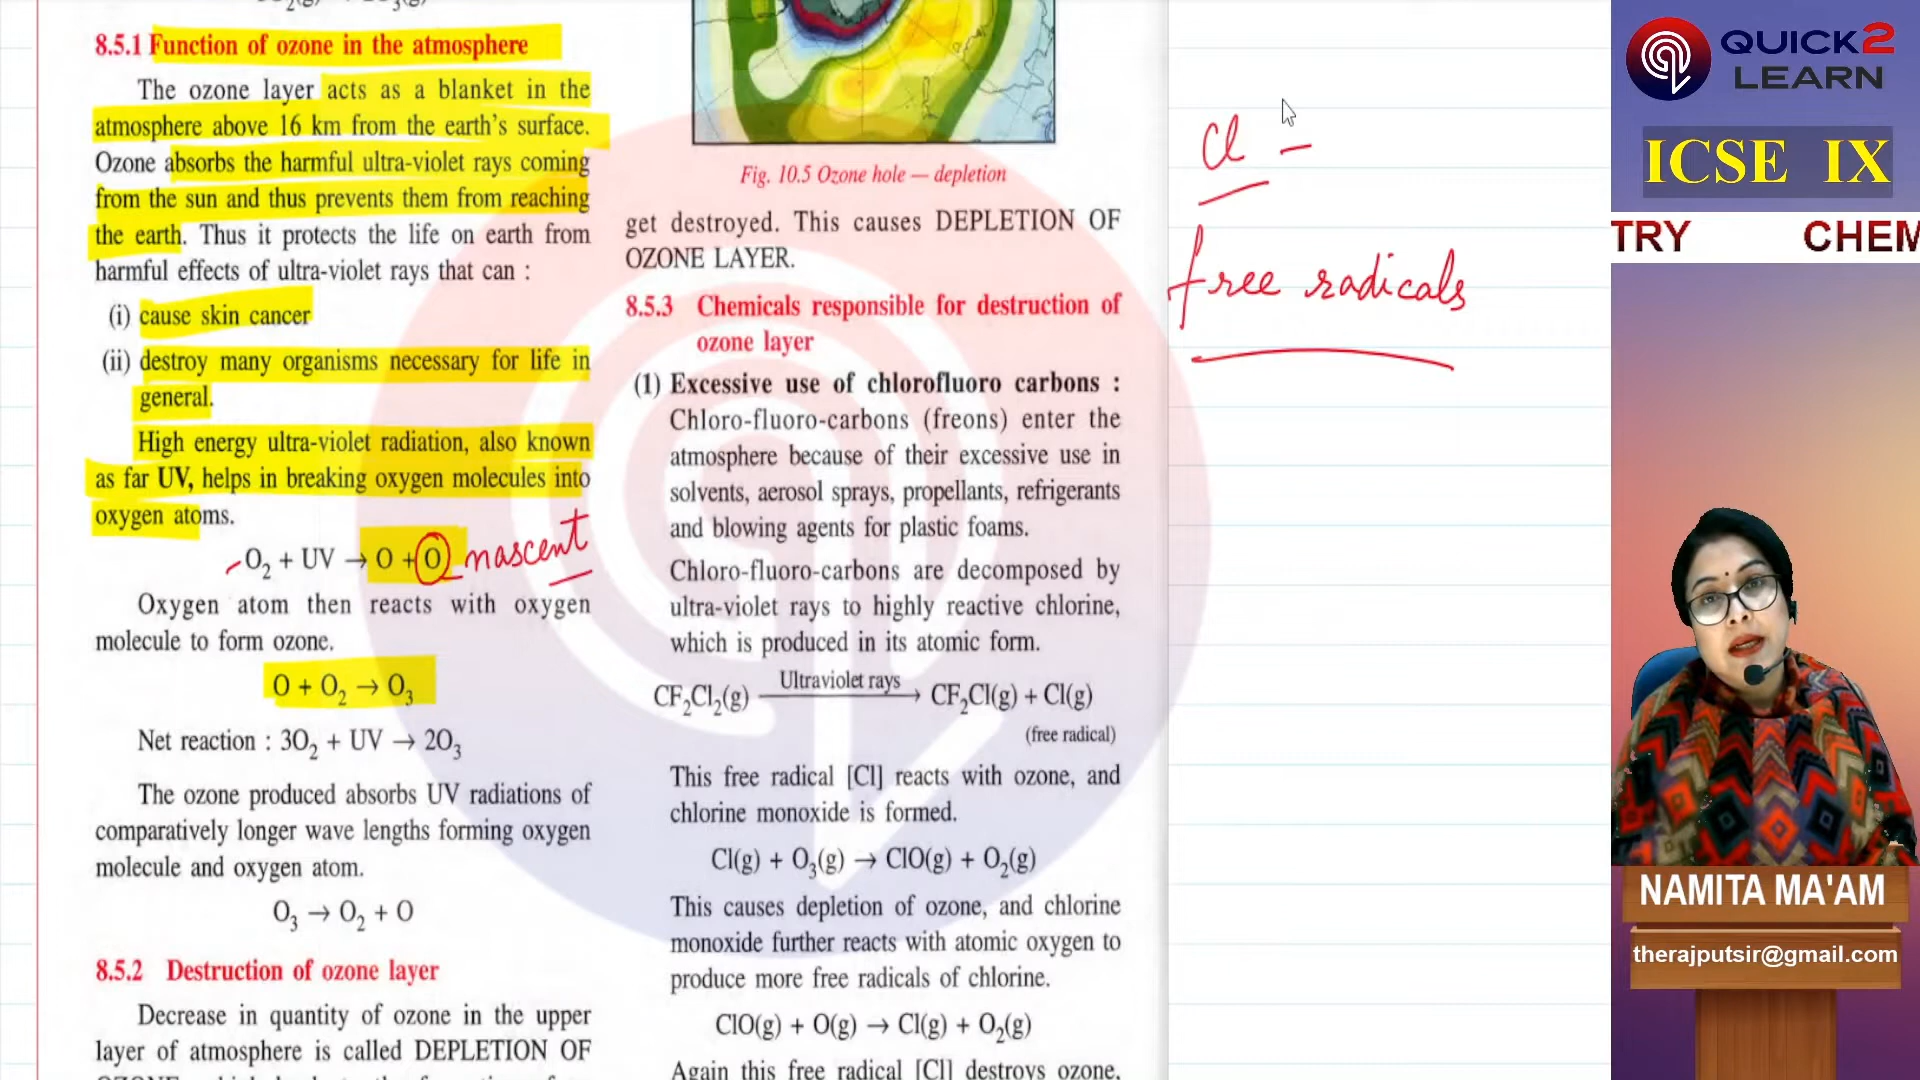 8.5.1 Function of ozone in the atmosphere
The ozone layer acts as a blanket in the
atmosphere above 16 km from the earth's surface.
Ozone absorbs the harmful ultra-violet rays coming
from the sun and thus prevents them from reaching
the earth. Thus it protects the life on earth from
harmful effects of ultra-violet rays that can :
(i) cause skin cancer
(ii) destroy many organisms necessary for life in
general.
High energy ultra-violet radiation, also known
as far UV, helps in breaking oxygen molecules into
oxygen atoms.
O₂ + UV → O + O nascent
Oxygen atom then reacts with oxygen
molecule to form ozone.
O + O₂ → O₃
Net reaction : 3O₂ + UV → 2O₃
The ozone produced absorbs UV radiations of
comparatively longer wave lengths forming oxygen
molecule and oxygen atom.
O₃ → O₂ + O
8.5.2 Destruction of ozone layer
Decrease in quantity of ozone in the upper
layer of atmosphere is called DEPLETION OF
Fig. 10.5 Ozone hole — depletion
get destroyed. This causes DEPLETION OF
OZONE LAYER.
8.5.3 Chemicals responsible for destruction of
ozone layer
(1) Excessive use of chlorofluoro carbons :
Chloro-fluoro-carbons (freons) enter the
atmosphere because of their excessive use in
solvents, aerosol sprays, propellants, refrigerants
and blowing agents for plastic foams.
Chloro-fluoro-carbons are decomposed by
ultra-violet rays to highly reactive chlorine,
which is produced in its atomic form.
Ultraviolet rays
CF₂Cl₂(g) → CF₂Cl(g) + Cl(g)
(free radical)
This free radical [Cl] reacts with ozone, and
chlorine monoxide is formed.
Cl(g) + O₃(g) → ClO(g) + O₂(g)
This causes depletion of ozone, and chlorine
monoxide further reacts with atomic oxygen to
produce more free radicals of chlorine.
ClO(g) + O(g) → Cl(g) + O₂(g)
Again this free radical [Cl] destroys ozone.
Cl –
free radicals
QUICK2
LEARN
ICSE IX
TRY CHEM
NAMITA MA'AM
therajputsir@gmail.com